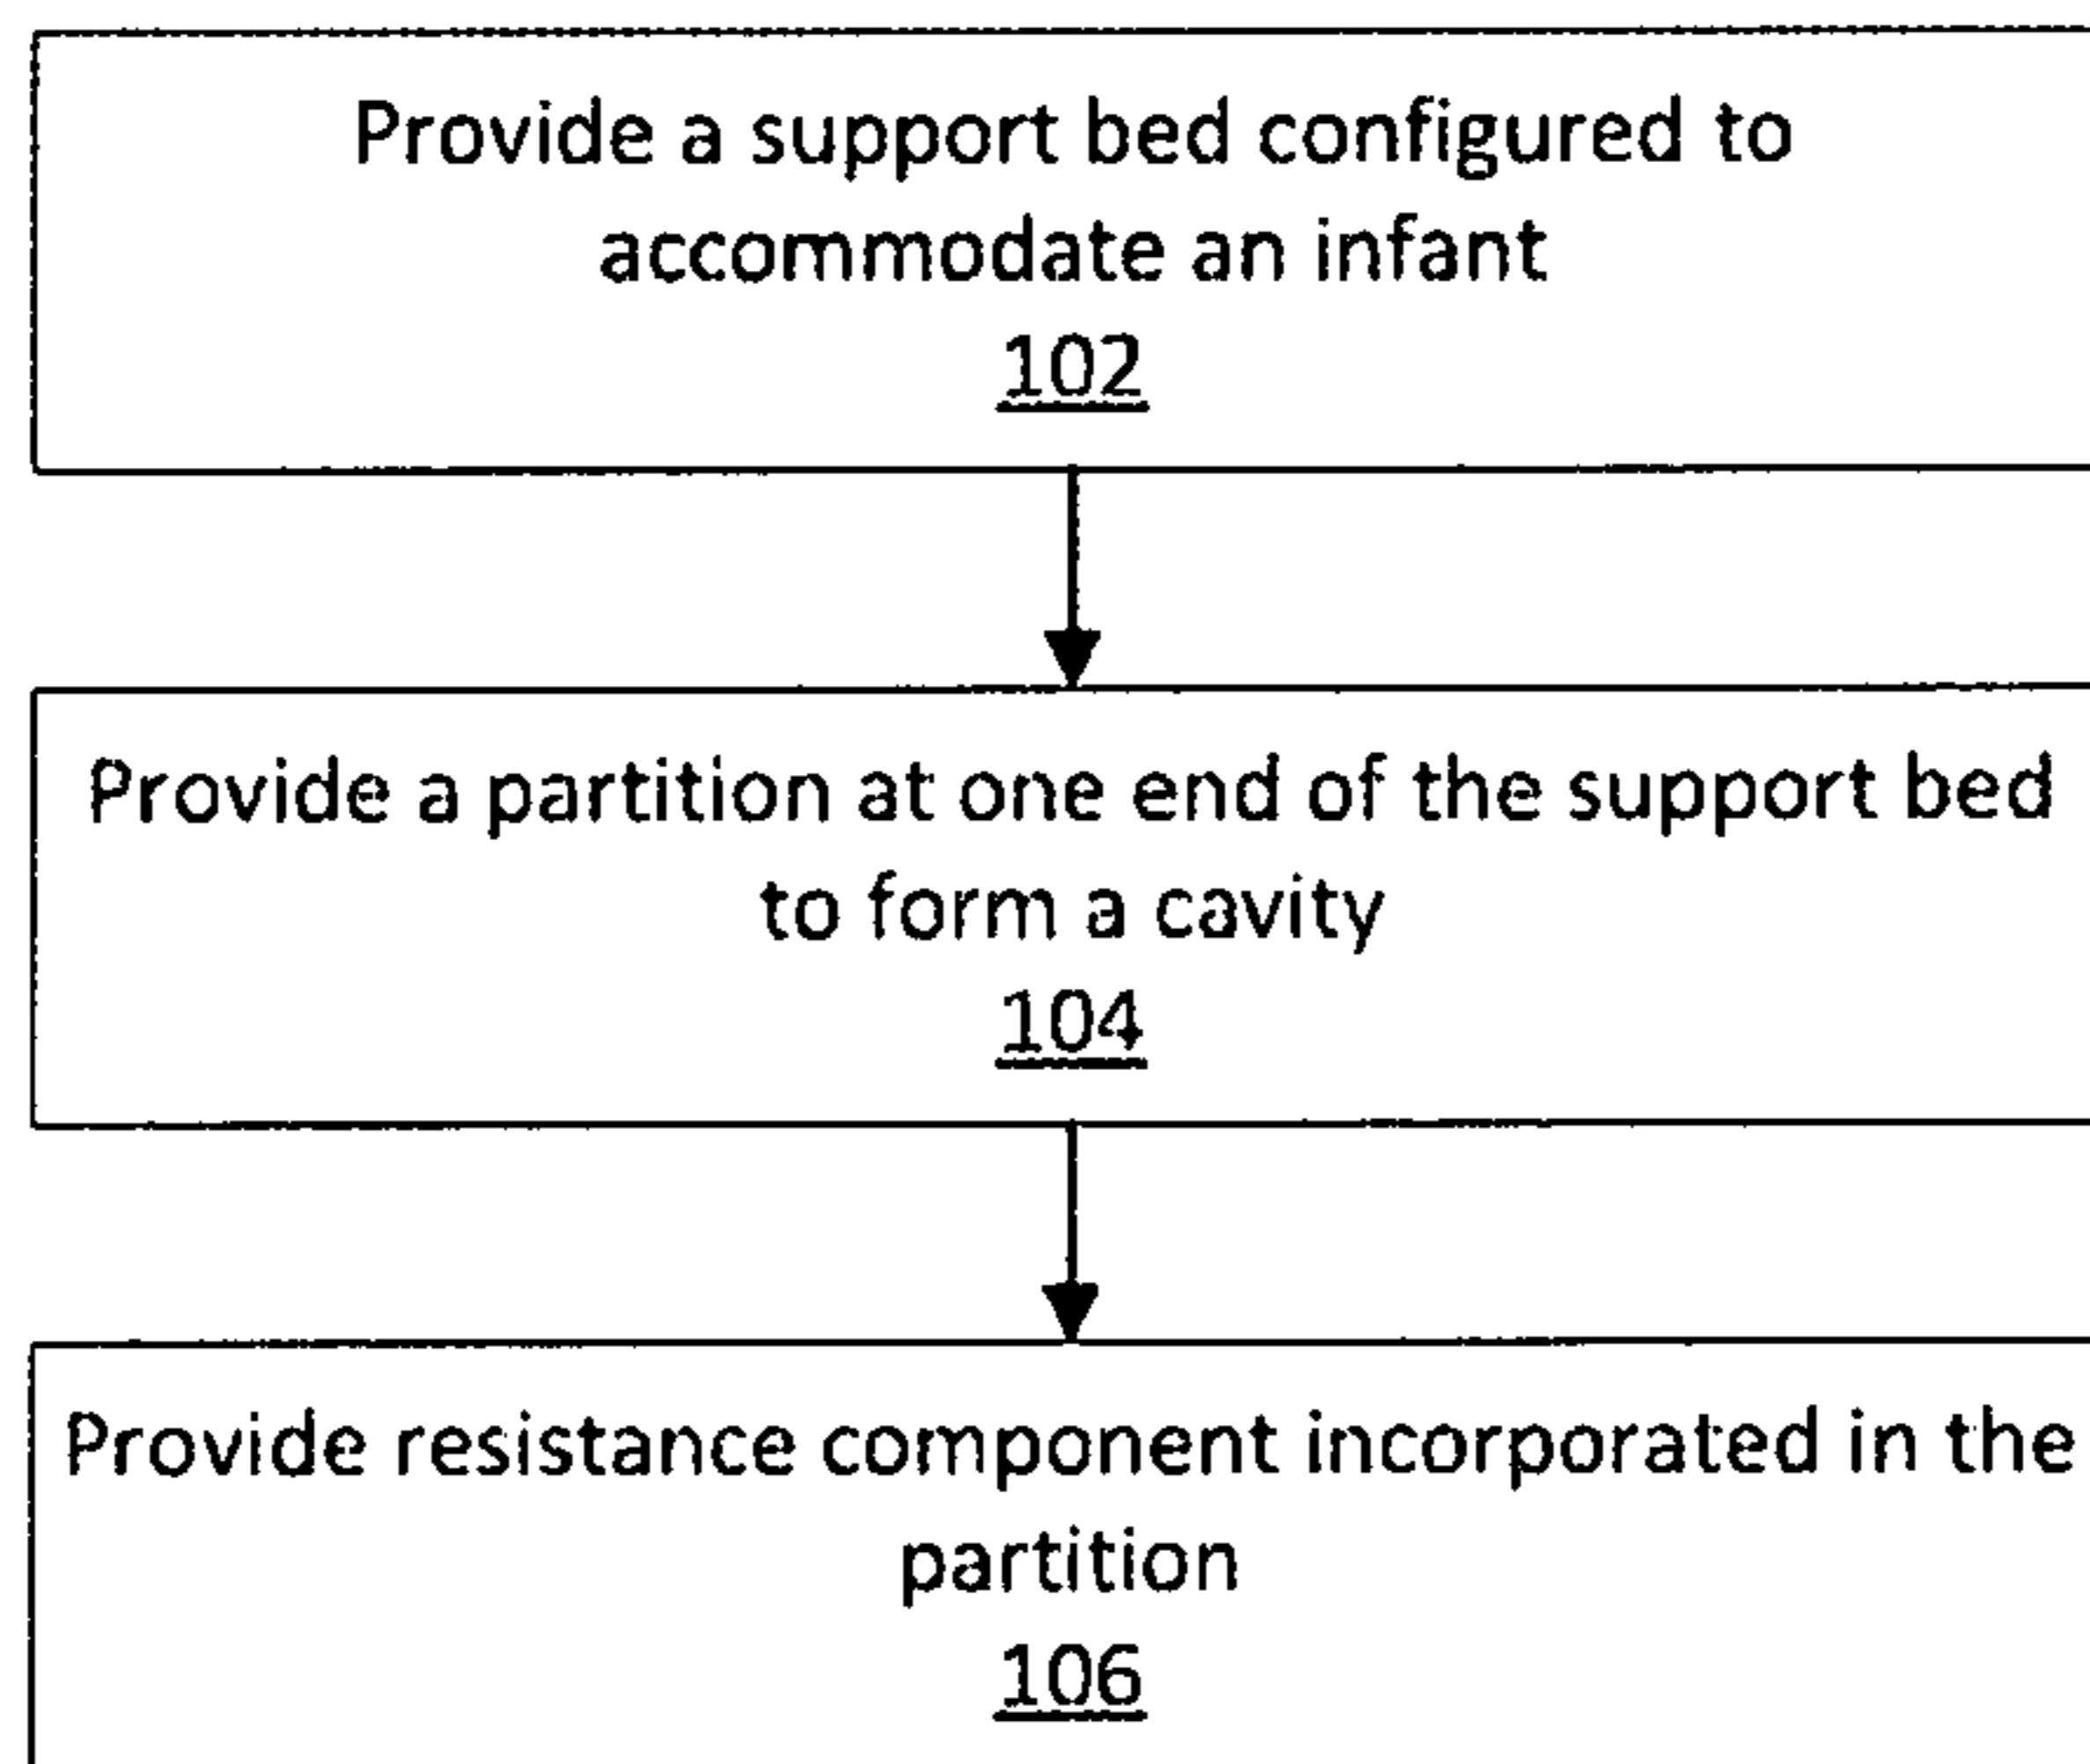 Provide a support bed configured to
accommodate an infant
102
Provide a partition at one end of the support bed
to form a cavity
104
Provide resistance component incorporated in the
partition
106